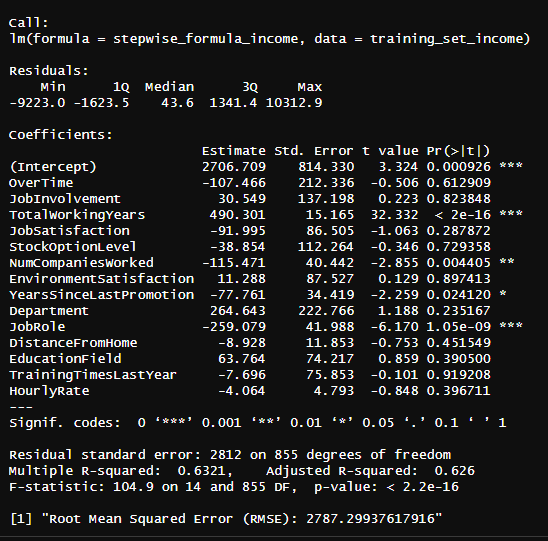 Call:
lm(formula = stepwise_formula_income, data = training_set_income)
Residuals:
Min 1Q Median 3Q Max
-9223.0 -1623.5 43.6 1341.4 10312.9
Coefficients:
Estimate Std. Error t value Pr(>|t|)
(Intercept) 2706.709 814.330 3.324 0.000926 ***
OverTime -107.466 212.336 -0.506 0.612909
JobInvolvement 30.549 137.198 0.223 0.823848
TotalWorkingYears 490.301 15.165 32.332 < 2e-16 ***
JobSatisfaction -91.995 86.505 -1.063 0.287872
StockOptionLevel -38.854 112.264 -0.346 0.729358
NumCompaniesWorked -115.471 40.442 -2.855 0.004405 **
EnvironmentSatisfaction 11.288 87.527 0.129 0.897413
YearsSinceLastPromotion -77.761 34.419 -2.259 0.024120 *
Department 264.643 222.766 1.188 0.235167
JobRole -259.079 41.988 -6.170 1.05e-09 ***
DistanceFromHome -8.928 11.853 -0.753 0.451549
EducationField 63.764 74.217 0.859 0.390500
TrainingTimesLastYear -7.696 75.853 -0.101 0.919208
HourlyRate -4.064 4.793 -0.848 0.396711
---
Signif. codes: 0 ‘***’ 0.001 ‘**’ 0.01 ‘*’ 0.05 ‘.’ 0.1 ‘ ’ 1
Residual standard error: 2812 on 855 degrees of freedom
Multiple R-squared: 0.6321, Adjusted R-squared: 0.626
F-statistic: 104.9 on 14 and 855 DF, p-value: < 2.2e-16
[1] "Root Mean Squared Error (RMSE): 2787.29937617916"